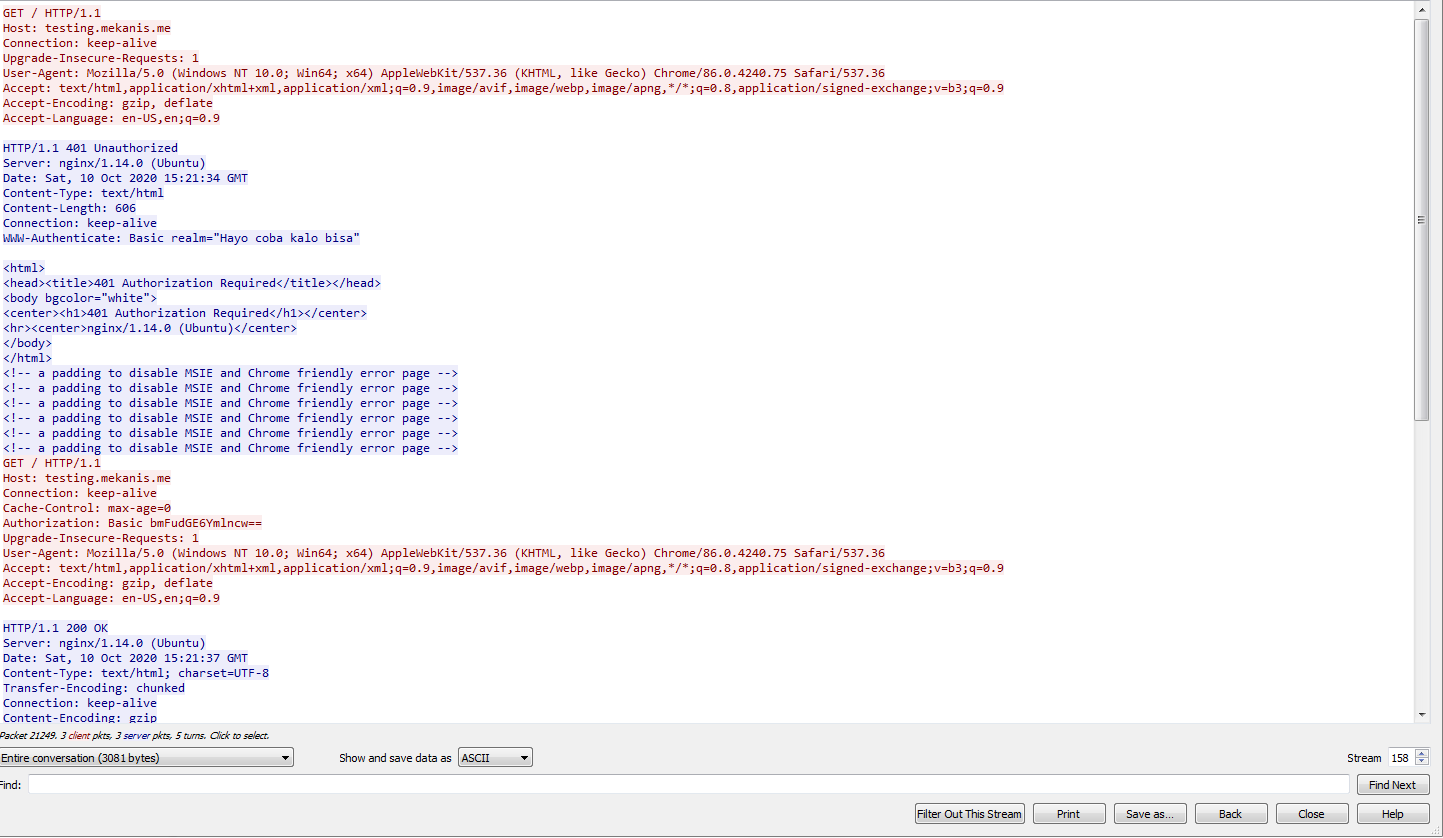 GET / HTTP/1.1
Host: testing.mekanis.me
Connection: keep-alive
Upgrade-Insecure-Requests: 1
User-Agent: Mozilla/5.0 (Windows NT 10.0; Win64; x64) AppleWebKit/537.36 (KHTML, like Gecko) Chrome/86.0.4240.75 Safari/537.36
Accept: text/html,application/xhtml+xml,application/xml;q=0.9,image/avif,image/webp,image/apng,*/*;q=0.8,application/signed-exchange;v=b3;q=0.9
Accept-Encoding: gzip, deflate
Accept-Language: en-US,en;q=0.9

HTTP/1.1 401 Unauthorized
Server: nginx/1.14.0 (Ubuntu)
Date: Sat, 10 Oct 2020 15:21:34 GMT
Content-Type: text/html
Content-Length: 606
Connection: keep-alive
WWW-Authenticate: Basic realm="Hayo coba kalo bisa"

<html>
<head><title>401 Authorization Required</title></head>
<body bgcolor="white">
<center><h1>401 Authorization Required</h1></center>
<hr><center>nginx/1.14.0 (Ubuntu)</center>
</body>
</html>
<!-- a padding to disable MSIE and Chrome friendly error page -->
<!-- a padding to disable MSIE and Chrome friendly error page -->
<!-- a padding to disable MSIE and Chrome friendly error page -->
<!-- a padding to disable MSIE and Chrome friendly error page -->
<!-- a padding to disable MSIE and Chrome friendly error page -->
<!-- a padding to disable MSIE and Chrome friendly error page -->
GET / HTTP/1.1
Host: testing.mekanis.me
Connection: keep-alive
Cache-Control: max-age=0
Authorization: Basic bmFudGE6Ymlncw==
Upgrade-Insecure-Requests: 1
User-Agent: Mozilla/5.0 (Windows NT 10.0; Win64; x64) AppleWebKit/537.36 (KHTML, like Gecko) Chrome/86.0.4240.75 Safari/537.36
Accept: text/html,application/xhtml+xml,application/xml;q=0.9,image/avif,image/webp,image/apng,*/*;q=0.8,application/signed-exchange;v=b3;q=0.9
Accept-Encoding: gzip, deflate
Accept-Language: en-US,en;q=0.9

HTTP/1.1 200 OK
Server: nginx/1.14.0 (Ubuntu)
Date: Sat, 10 Oct 2020 15:21:37 GMT
Content-Type: text/html; charset=UTF-8
Transfer-Encoding: chunked
Connection: keep-alive
Content-Encoding: gzip
Packet 21249. 3 client pkts, 3 server pkts, 5 turns. Click to select.
Entire conversation (3081 bytes) Show and save data as ASCII Stream 158
Find: Find Next
Filter Out This Stream Print Save as... Back Close Help